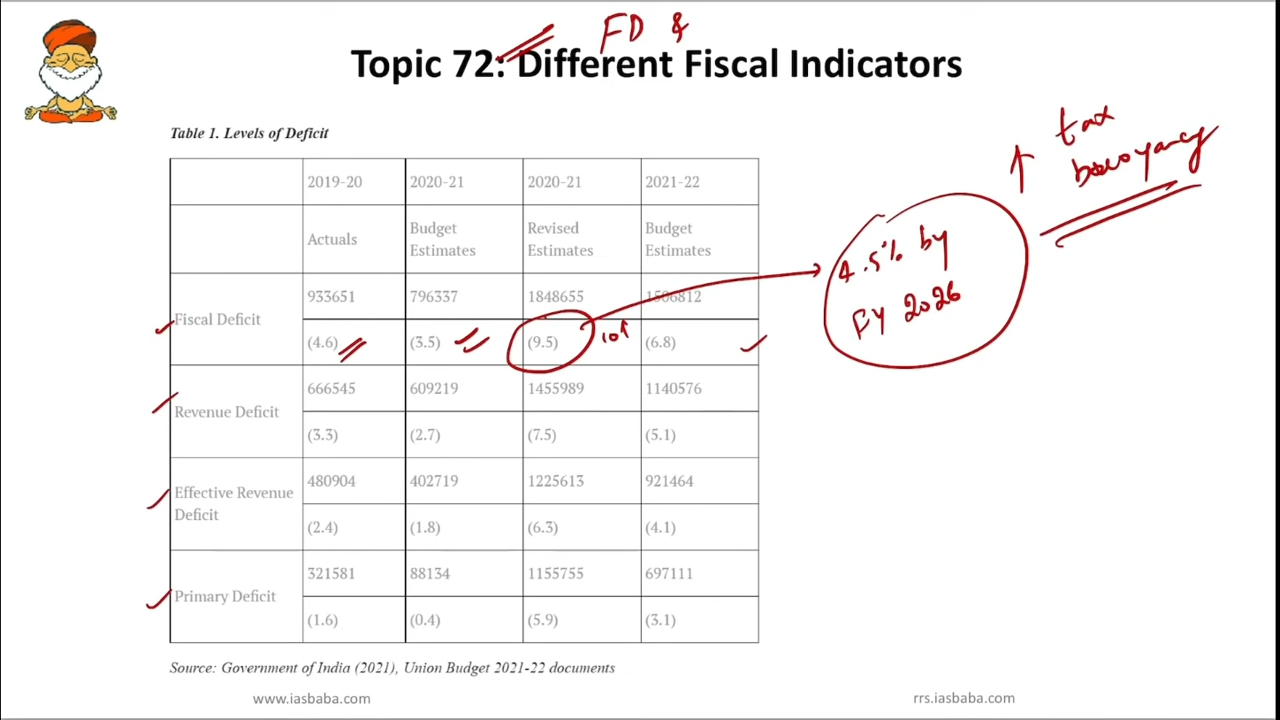 FD &
Topic 72: Different Fiscal Indicators
Table 1. Levels of Deficit
2019-20 2020-21 2020-21 2021-22
Actuals Budget Estimates Revised Estimates Budget Estimates
Fiscal Deficit 933651 796337 1848655 1506812
(4.6) (3.5) (9.5) 10↑ (6.8)
Revenue Deficit 666545 609219 1455989 1140576
(3.3) (2.7) (7.5) (5.1)
Effective Revenue Deficit 480904 402719 1225613 921464
(2.4) (1.8) (6.3) (4.1)
Primary Deficit 321581 88134 1155755 697111
(1.6) (0.4) (5.9) (3.1)
↑ tax
buoyancy
4.5% by
FY 2026
Source: Government of India (2021), Union Budget 2021-22 documents
www.iasbaba.com rrs.iasbaba.com